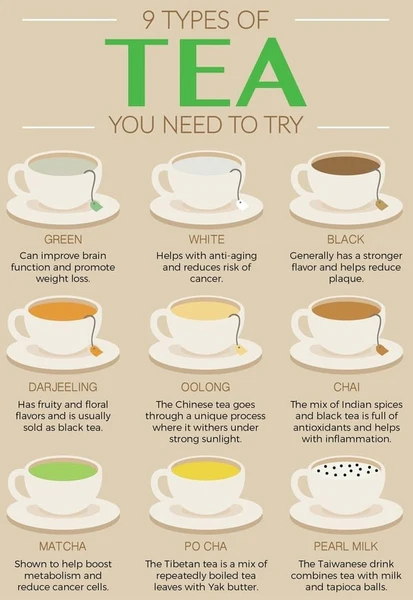 9 TYPES OF
TEA
YOU NEED TO TRY
GREEN
Can improve brain
function and promote
weight loss.
WHITE
Helps with anti-aging
and reduces risk of
cancer.
BLACK
Generally has a stronger
flavor and helps reduce
plaque.
DARJEELING
Has fruity and floral
flavors and is usually
sold as black tea.
OOLONG
The Chinese tea goes
through a unique process
where it withers under
strong sunlight.
CHAI
The mix of Indian spices
and black tea is full of
antioxidants and helps
with inflammation.
MATCHA
Shown to help boost
metabolism and
reduce cancer cells.
PO CHA
The Tibetan tea is a mix of
repeatedly boiled tea
leaves with Yak butter.
PEARL MILK
The Taiwanese drink
combines tea with milk
and tapioca balls.